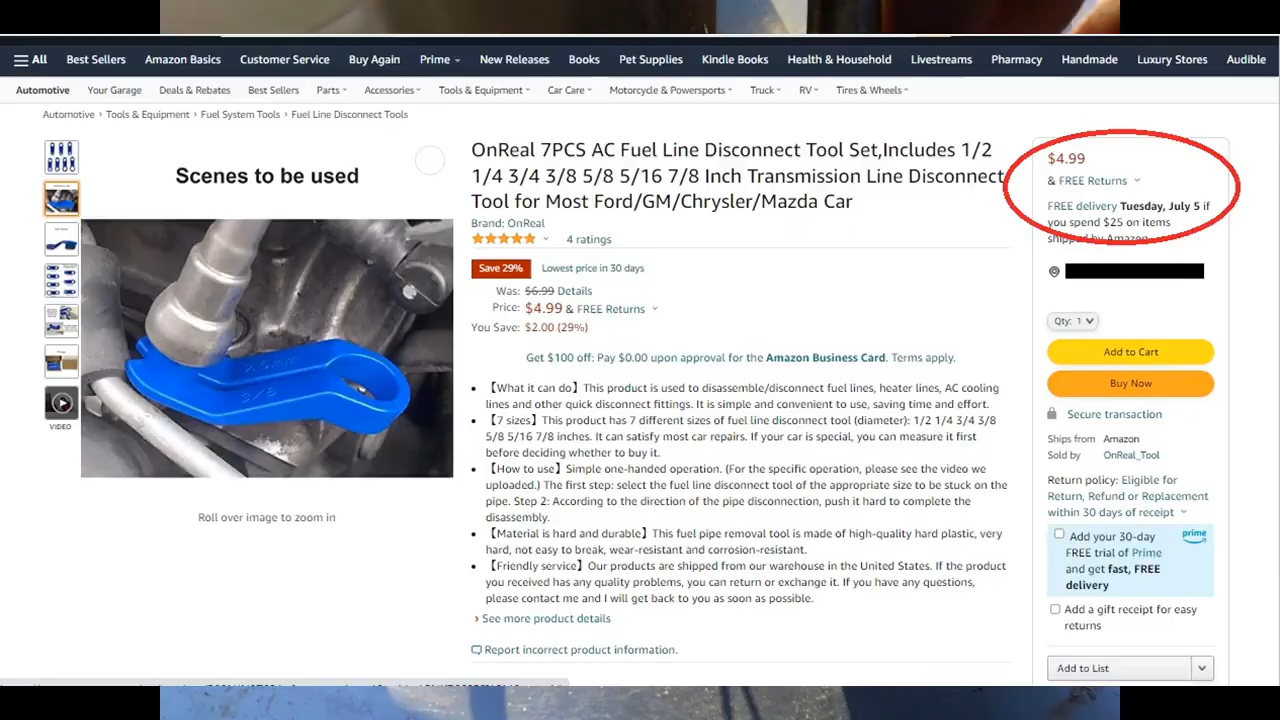 All Best Sellers Amazon Basics Customer Service Buy Again Prime New Releases Books Pet Supplies Kindle Books Health & Household Livestreams Pharmacy Handmade Luxury Stores Audible
Automotive Your Garage Deals & Rebates Best Sellers Parts Accessories Tools & Equipment Car Care Motorcycle & Powersports Truck RV Tires & Wheels
Automotive › Tools & Equipment › Fuel System Tools › Fuel Line Disconnect Tools
Scenes to be used
2.5mm
3/8
Roll over image to zoom in
VIDEO
OnReal 7PCS AC Fuel Line Disconnect Tool Set,Includes 1/2
1/4 3/4 3/8 5/8 5/16 7/8 Inch Transmission Line Disconnect
Tool for Most Ford/GM/Chrysler/Mazda Car
Brand: OnReal
4 ratings
Save 29% Lowest price in 30 days
Was: $6.99 Details
Price: $4.99 & FREE Returns
You Save: $2.00 (29%)
Get $100 off: Pay $0.00 upon approval for the Amazon Business Card. Terms apply.
• 【What it can do】This product is used to disassemble/disconnect fuel lines, heater lines, AC cooling
lines and other quick disconnect fittings. It is simple and convenient to use, saving time and effort.
• 【7 sizes】This product has 7 different sizes of fuel line disconnect tool (diameter): 1/2 1/4 3/4 3/8
5/8 5/16 7/8 inches. It can satisfy most car repairs. If your car is special, you can measure it first
before deciding whether to buy it.
• 【How to use】Simple one-handed operation. (For the specific operation, please see the video we
uploaded.) The first step: select the fuel line disconnect tool of the appropriate size to be stuck on the
pipe. Step 2: According to the direction of the pipe disconnection, push it hard to complete the
disassembly.
• 【Material is hard and durable】This fuel pipe removal tool is made of high-quality hard plastic, very
hard, not easy to break, wear-resistant and corrosion-resistant.
• 【Friendly service】Our products are shipped from our warehouse in the United States. If the product
you received has any quality problems, you can return or exchange it. If you have any questions,
please contact me and I will get back to you as soon as possible.
› See more product details
Report incorrect product information.
$4.99
& FREE Returns
FREE delivery Tuesday, July 5 if
you spend $25 on items
shipped by Amazon
Qty: 1
Add to Cart
Buy Now
Secure transaction
Ships from Amazon
Sold by OnReal_Tool
Return policy: Eligible for
Return, Refund or Replacement
within 30 days of receipt
Add your 30-day prime
FREE trial of Prime
and get fast, FREE
delivery
Add a gift receipt for easy
returns
Add to List